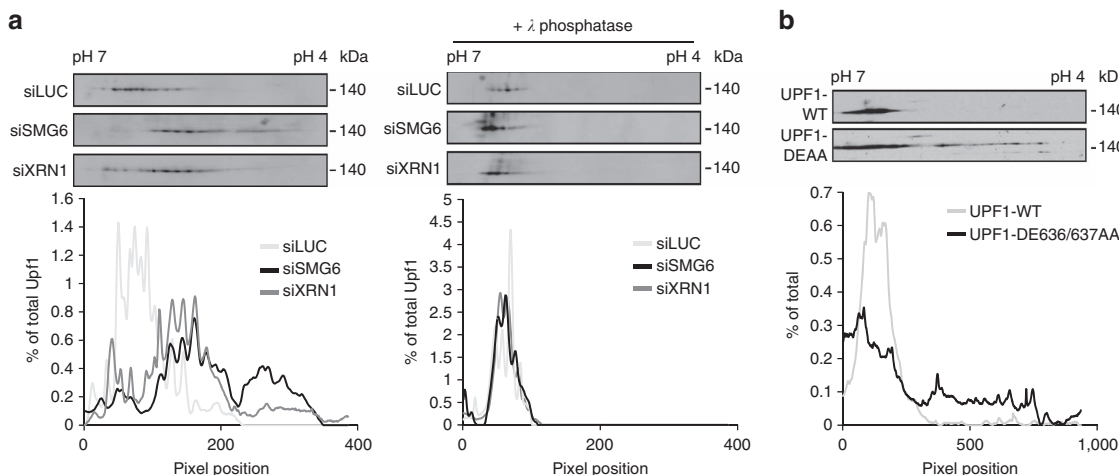 a
pH 7 pH 4 kDa
siLUC -140
siSMG6 -140
siXRN1 -140
1.6
1.4
1.2
1
0.8
0.6
0.4
0.2
0
% of total Upf1
siLUC
siSMG6
siXRN1
0 200 400
Pixel position
+ λ phosphatase
pH 7 pH 4 kDa
siLUC -140
siSMG6 -140
siXRN1 -140
5
4.5
4
3.5
3
2.5
2
1.5
1
0.5
0
% of total Upf1
siLUC
siSMG6
siXRN1
0 200 400
Pixel position
b
pH 7 pH 4 kD
UPF1-
WT -140
UPF1-
DEAA -140
0.7
0.6
0.5
0.4
0.3
0.2
0.1
0
% of total
UPF1-WT
UPF1-DE636/637AA
0 500 1,000
Pixel position